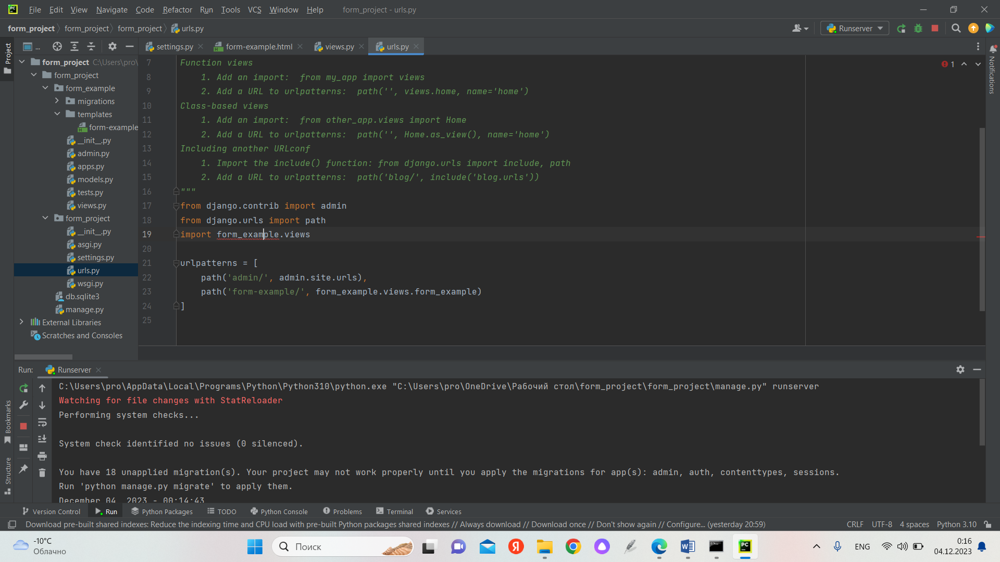 File Edit View Navigate Code Refactor Run Tools VCS Window Help form_project - urls.py
form_project form_project form_project urls.py
Runserver
Project
...
settings.py form-example.html views.py urls.py
form_project C:\Users\pro\
form_project
form_example
migrations
templates
form-example
__init__.py
admin.py
apps.py
models.py
tests.py
views.py
form_project
__init__.py
asgi.py
settings.py
urls.py
wsgi.py
db.sqlite3
manage.py
External Libraries
Scratches and Consoles
1
Notifications
7 Function views
8 1. Add an import:  from my_app import views
9 2. Add a URL to urlpatterns:  path('', views.home, name='home')
10 Class-based views
11 1. Add an import:  from other_app.views import Home
12 2. Add a URL to urlpatterns:  path('', Home.as_view(), name='home')
13 Including another URLconf
14 1. Import the include() function: from django.urls import include, path
15 2. Add a URL to urlpatterns:  path('blog/', include('blog.urls'))
16 """
17 from django.contrib import admin
18 from django.urls import path
19 import form_example.views
20
21 urlpatterns = [
22 path('admin/', admin.site.urls),
23 path('form-example/', form_example.views.form_example)
24 ]
25
Run: Runserver
Bookmarks
Structure
C:\Users\pro\AppData\Local\Programs\Python\Python310\python.exe "C:\Users\pro\OneDrive\Рабочий стол\form_project\form_project\manage.py" runserver
Watching for file changes with StatReloader
Performing system checks...
System check identified no issues (0 silenced).
You have 18 unapplied migration(s). Your project may not work properly until you apply the migrations for app(s): admin, auth, contenttypes, sessions.
Run 'python manage.py migrate' to apply them.
December 04, 2023 - 00:14:43
Version Control Run Python Packages TODO Python Console Problems Terminal Services
Download pre-built shared indexes: Reduce the indexing time and CPU load with pre-built Python packages shared indexes // Always download // Download once // Don't show again // Configure... (yesterday 20:59) CRLF UTF-8 4 spaces Python 3.10
-10°C
Облачно
Поиск
ENG
0:16
04.12.2023